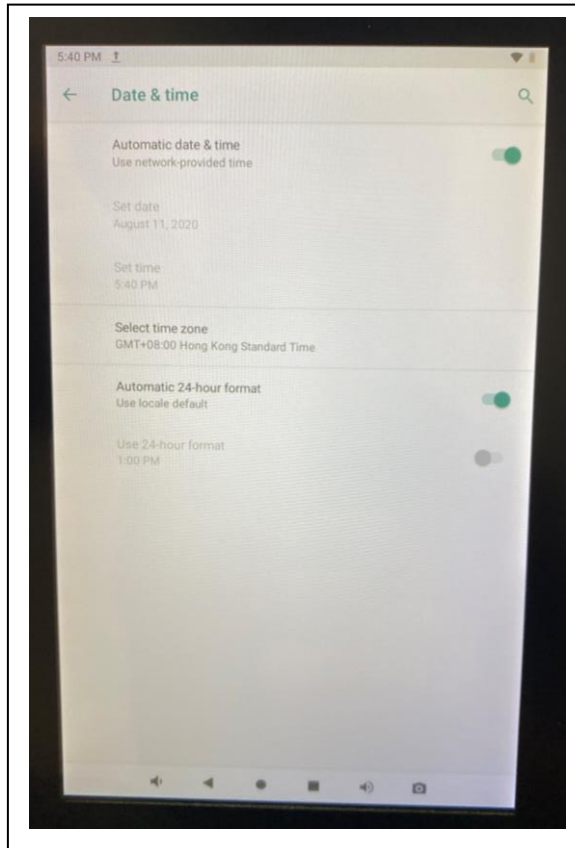 5:40 PM
Date & time
Automatic date & time
Use network-provided time
Set date
August 11, 2020
Set time
5:40 PM
Select time zone
GMT+08:00 Hong Kong Standard Time
Automatic 24-hour format
Use locale default
Use 24-hour format
1:00 PM